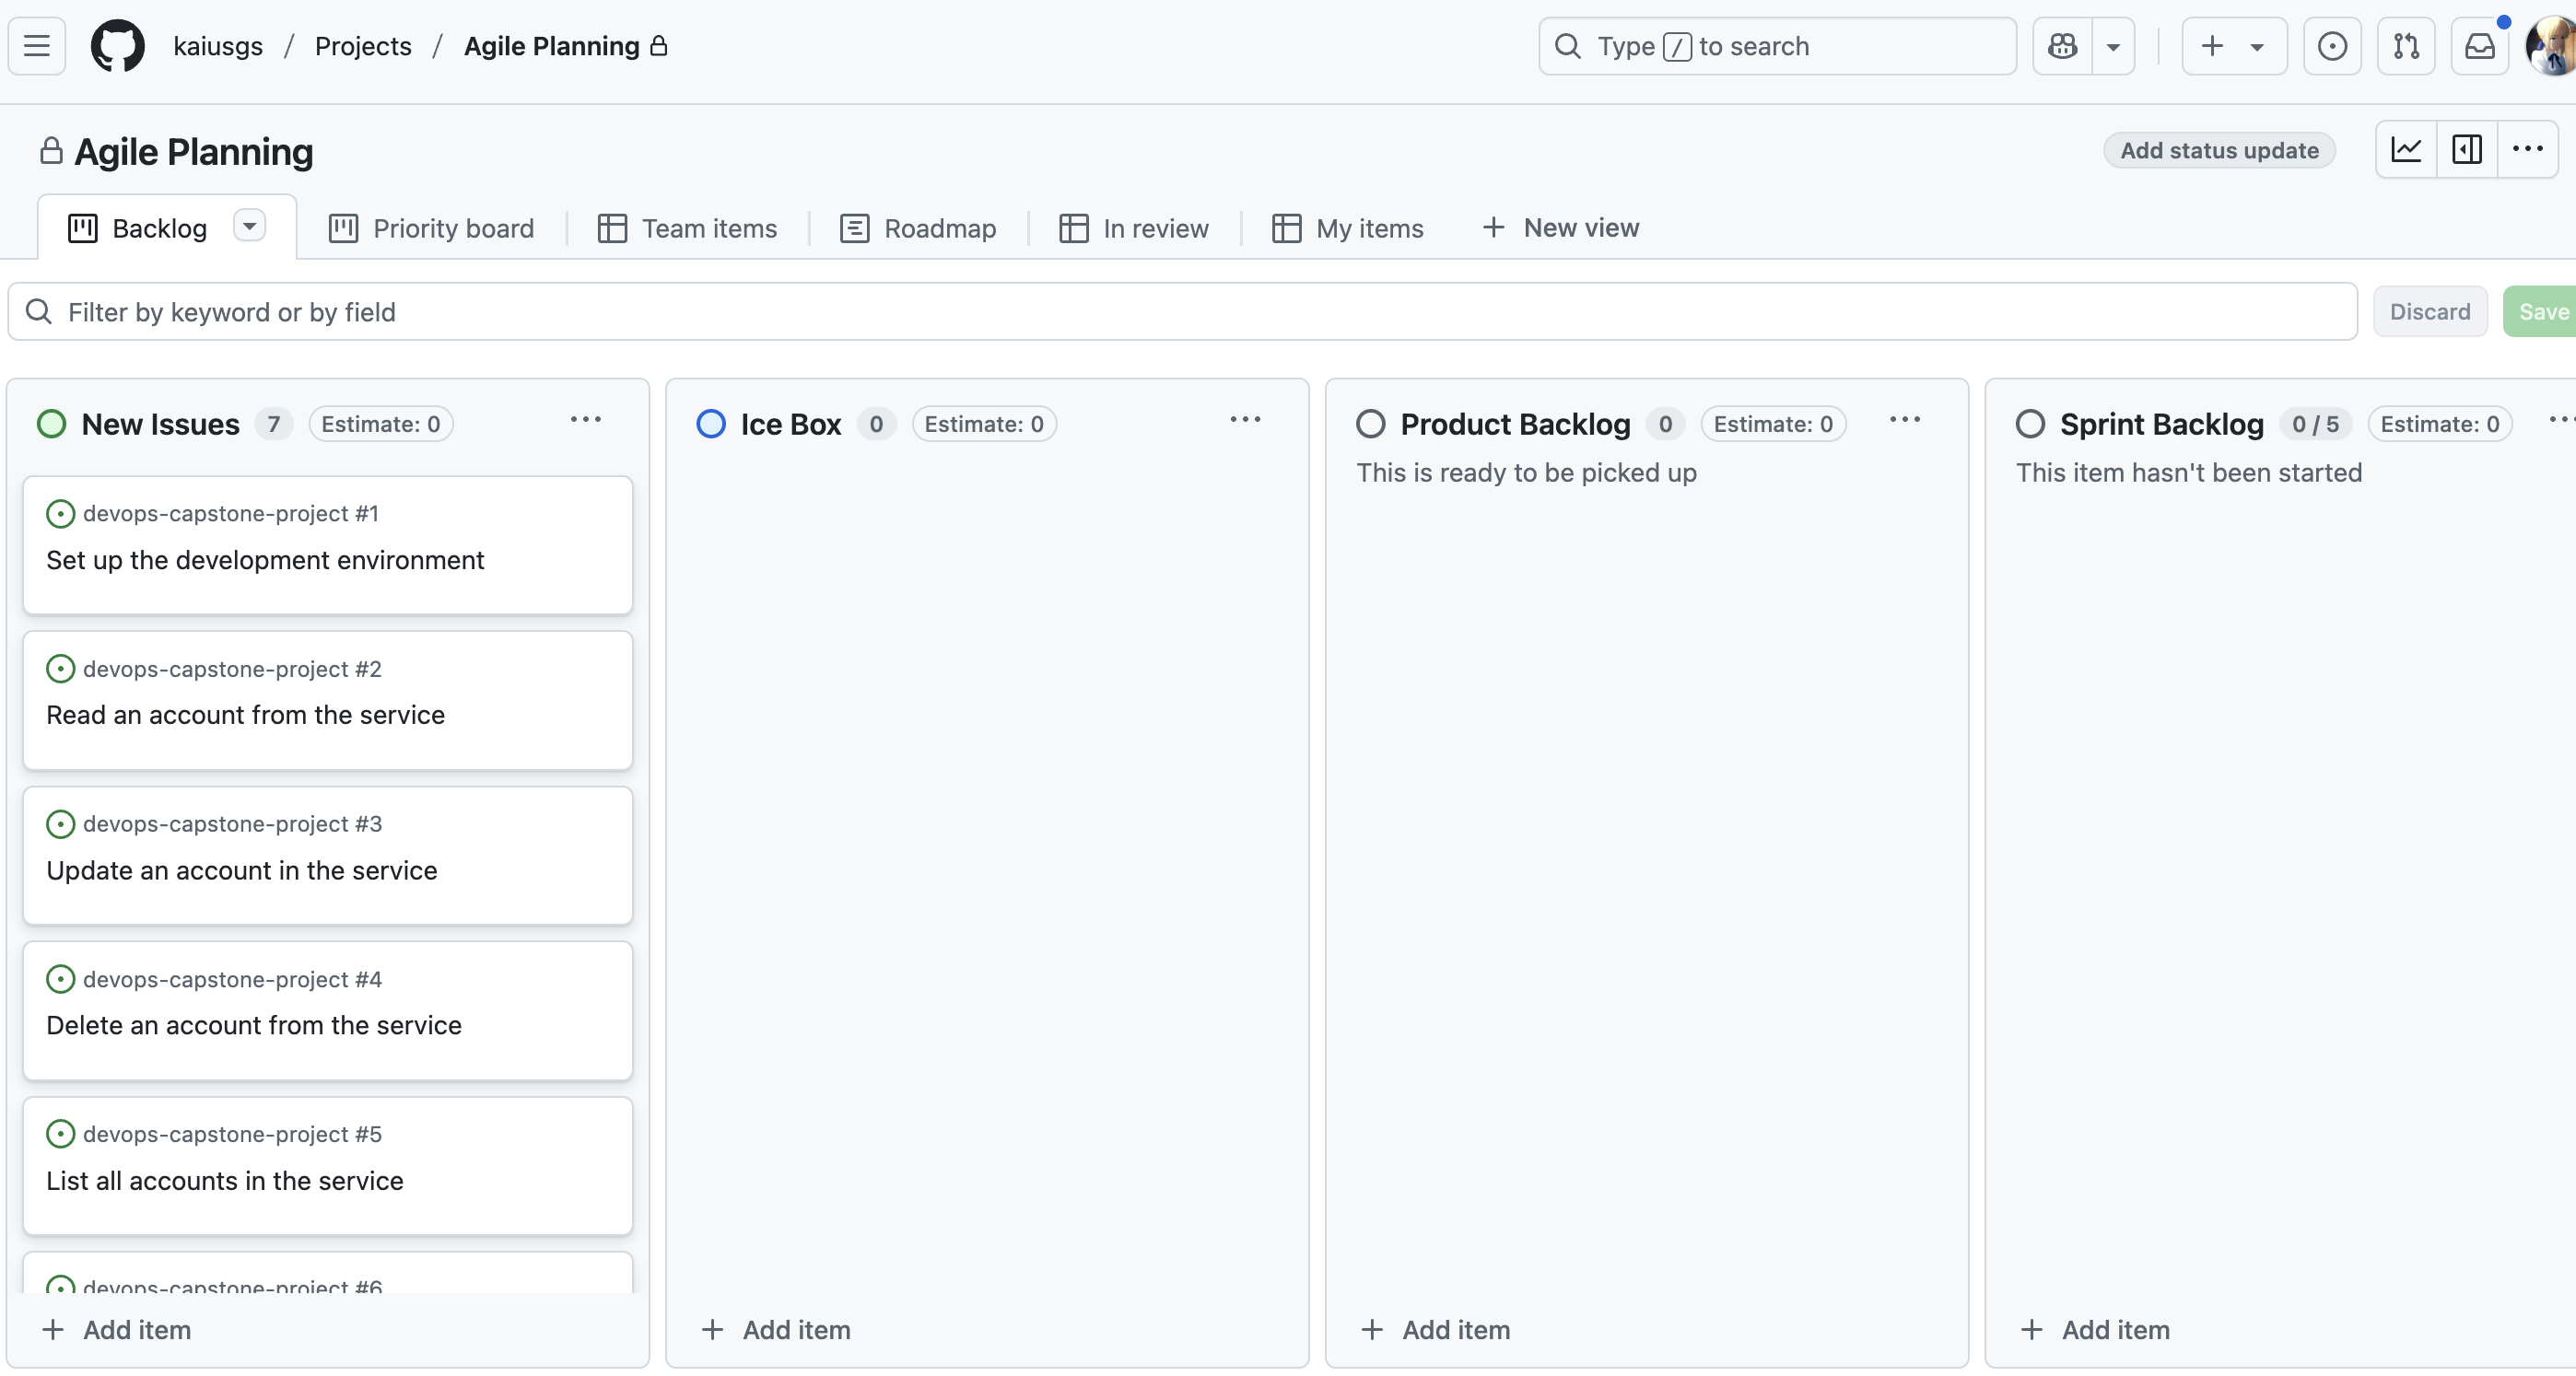 kaiusgs / Projects / Agile Planning
Type / to search
Agile Planning
Add status update
Backlog
Priority board
Team items
Roadmap
In review
My items
New view
Filter by keyword or by field
Discard
Save
New Issues 7 Estimate: 0
devops-capstone-project #1
Set up the development environment
devops-capstone-project #2
Read an account from the service
devops-capstone-project #3
Update an account in the service
devops-capstone-project #4
Delete an account from the service
devops-capstone-project #5
List all accounts in the service
devops-capstone-project #6
Add item
Ice Box 0 Estimate: 0
Add item
Product Backlog 0 Estimate: 0
This is ready to be picked up
Add item
Sprint Backlog 0 / 5 Estimate: 0
This item hasn't been started
Add item